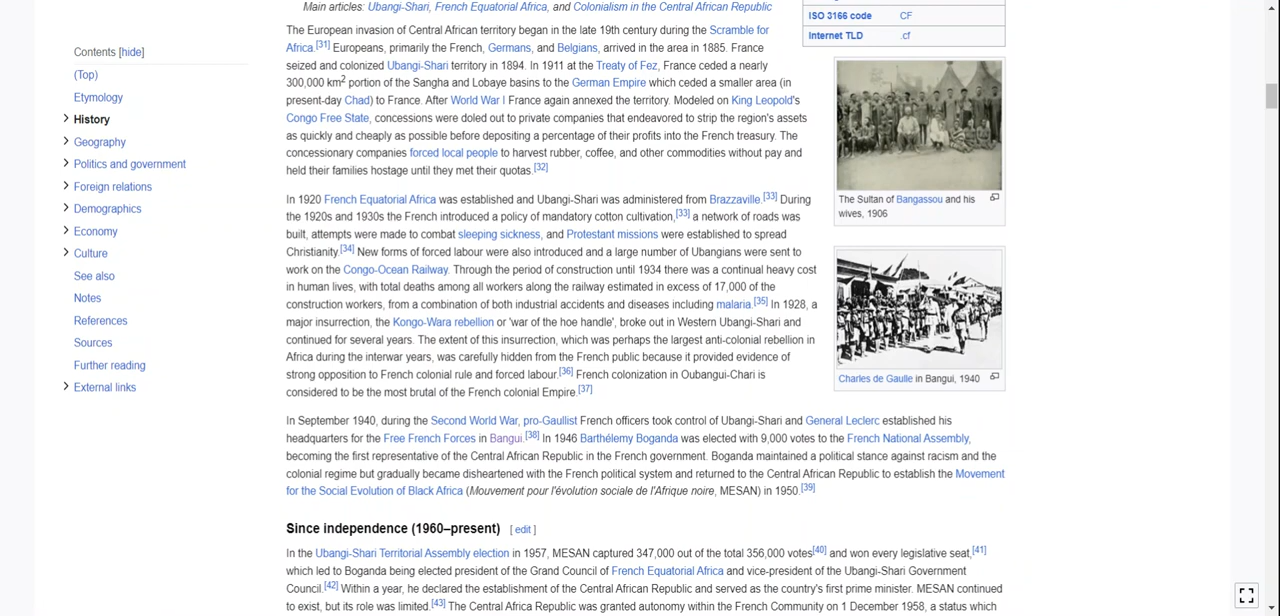 Main articles: Ubangi-Shari, French Equatorial Africa, and Colonialism in the Central African Republic
ISO 3166 code CF
Internet TLD .cf
Contents [hide]
(Top)
Etymology
History
Geography
Politics and government
Foreign relations
Demographics
Economy
Culture
See also
Notes
References
Sources
Further reading
External links
The European invasion of Central African territory began in the late 19th century during the Scramble for
Africa.[31] Europeans, primarily the French, Germans, and Belgians, arrived in the area in 1885. France
seized and colonized Ubangi-Shari territory in 1894. In 1911 at the Treaty of Fez, France ceded a nearly
300,000 km2 portion of the Sangha and Lobaye basins to the German Empire which ceded a smaller area (in
present-day Chad) to France. After World War I France again annexed the territory. Modeled on King Leopold's
Congo Free State, concessions were doled out to private companies that endeavored to strip the region's assets
as quickly and cheaply as possible before depositing a percentage of their profits into the French treasury. The
concessionary companies forced local people to harvest rubber, coffee, and other commodities without pay and
held their families hostage until they met their quotas.[32]
In 1920 French Equatorial Africa was established and Ubangi-Shari was administered from Brazzaville.[33] During
the 1920s and 1930s the French introduced a policy of mandatory cotton cultivation,[33] a network of roads was
built, attempts were made to combat sleeping sickness, and Protestant missions were established to spread
Christianity.[34] New forms of forced labour were also introduced and a large number of Ubangians were sent to
work on the Congo-Ocean Railway. Through the period of construction until 1934 there was a continual heavy cost
in human lives, with total deaths among all workers along the railway estimated in excess of 17,000 of the
construction workers, from a combination of both industrial accidents and diseases including malaria.[35] In 1928, a
major insurrection, the Kongo-Wara rebellion or 'war of the hoe handle', broke out in Western Ubangi-Shari and
continued for several years. The extent of this insurrection, which was perhaps the largest anti-colonial rebellion in
Africa during the interwar years, was carefully hidden from the French public because it provided evidence of
strong opposition to French colonial rule and forced labour.[36] French colonization in Oubangui-Chari is
considered to be the most brutal of the French colonial Empire.[37]
The Sultan of Bangassou and his
wives, 1906
Charles de Gaulle in Bangui, 1940
In September 1940, during the Second World War, pro-Gaullist French officers took control of Ubangi-Shari and General Leclerc established his
headquarters for the Free French Forces in Bangui.[38] In 1946 Barthélemy Boganda was elected with 9,000 votes to the French National Assembly,
becoming the first representative of the Central African Republic in the French government. Boganda maintained a political stance against racism and the
colonial regime but gradually became disheartened with the French political system and returned to the Central African Republic to establish the Movement
for the Social Evolution of Black Africa (Mouvement pour l'évolution sociale de l'Afrique noire, MESAN) in 1950.[39]
Since independence (1960–present) [ edit ]
In the Ubangi-Shari Territorial Assembly election in 1957, MESAN captured 347,000 out of the total 356,000 votes[40] and won every legislative seat,[41]
which led to Boganda being elected president of the Grand Council of French Equatorial Africa and vice-president of the Ubangi-Shari Government
Council.[42] Within a year, he declared the establishment of the Central African Republic and served as the country's first prime minister. MESAN continued
to exist, but its role was limited.[43] The Central Africa Republic was granted autonomy within the French Community on 1 December 1958, a status which